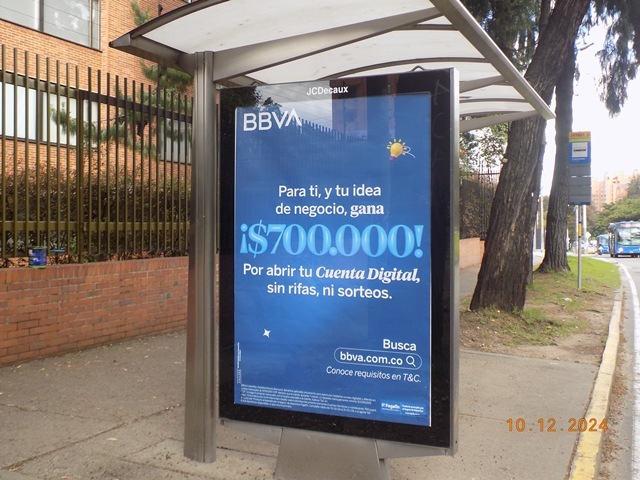 JCDecaux
BBVA
Para ti, y tu idea
de negocio, gana
¡$700.000!
Por abrir tu Cuenta Digital,
sin rifas, ni sorteos.
Busca
bbva.com.co
Conoce requisitos en T&C.
10.12.2024